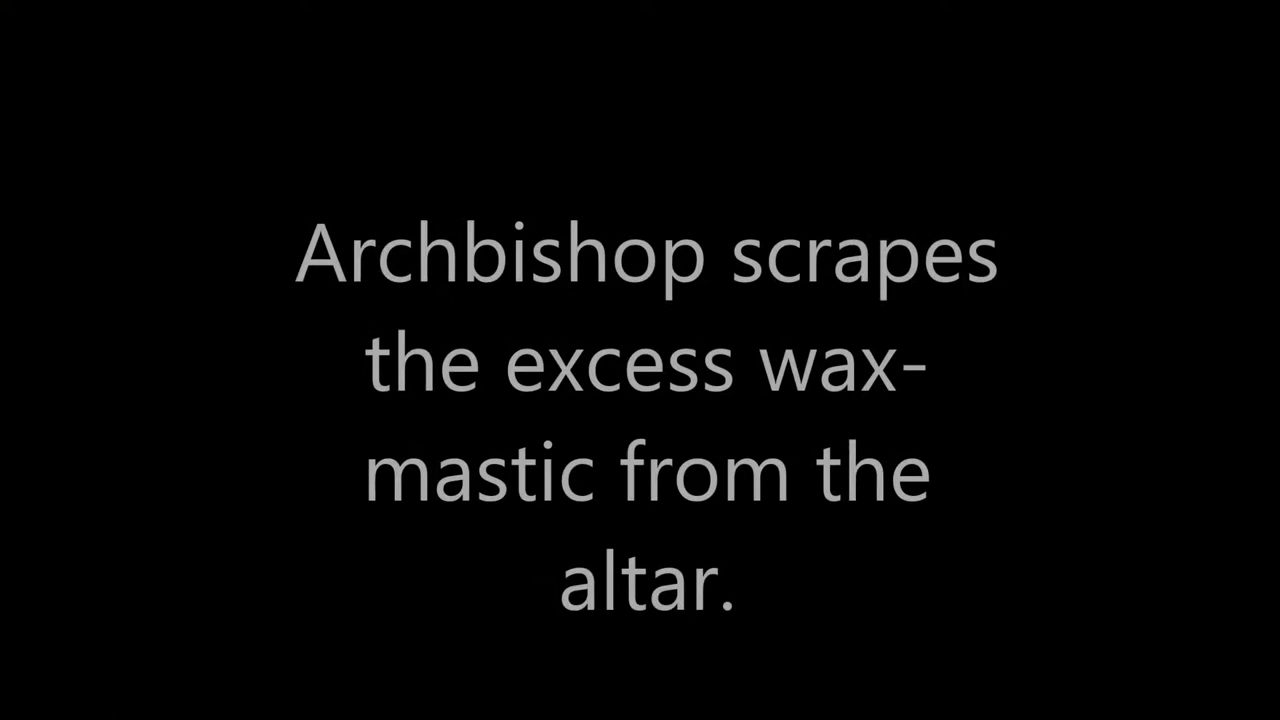 Archbishop scrapes
the excess wax-
mastic from the
altar.